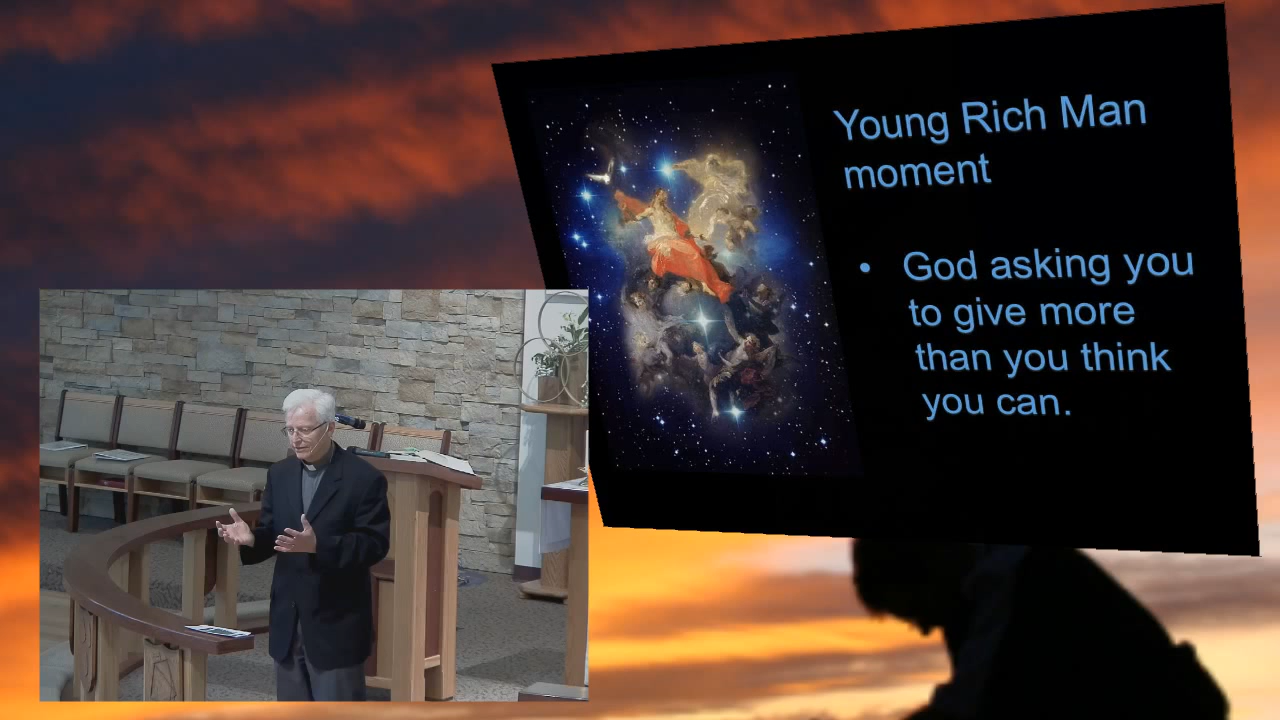 Young Rich Man
moment
• God asking you
to give more
than you think
you can.